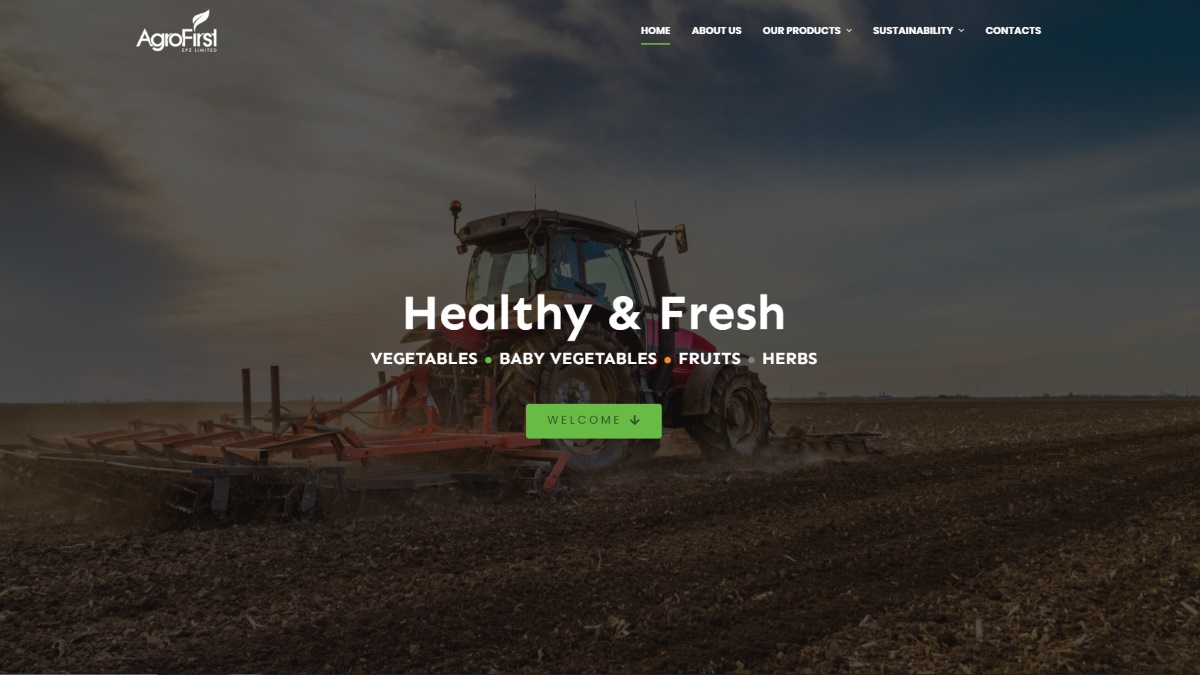 AgroFirst
EPZ LIMITED
HOME ABOUT US OUR PRODUCTS SUSTAINABILITY CONTACTS
Healthy & Fresh
VEGETABLES • BABY VEGETABLES • FRUITS • HERBS
WELCOME